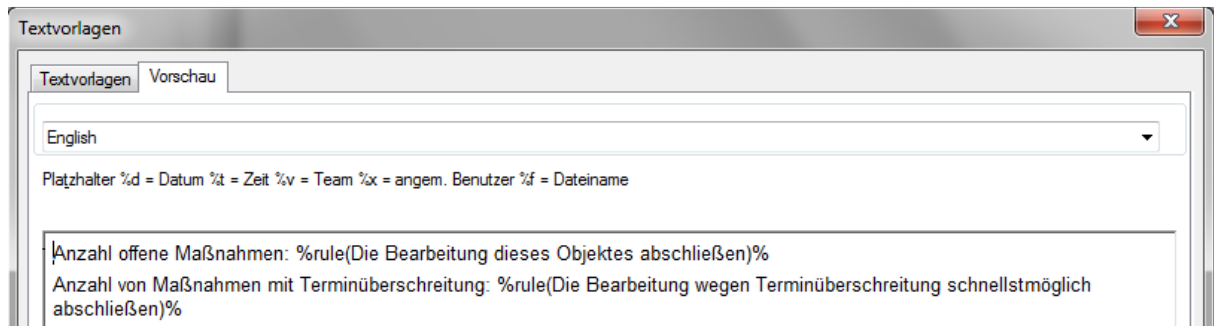 Textvorlagen
Textvorlagen Vorschau
English
Platzhalter %d = Datum %t = Zeit %v = Team %x = angem. Benutzer %f = Dateiname
Anzahl offene Maßnahmen: %rule(Die Bearbeitung dieses Objektes abschließen)%
Anzahl von Maßnahmen mit Terminüberschreitung: %rule(Die Bearbeitung wegen Terminüberschreitung schnellstmöglich
abschließen)%